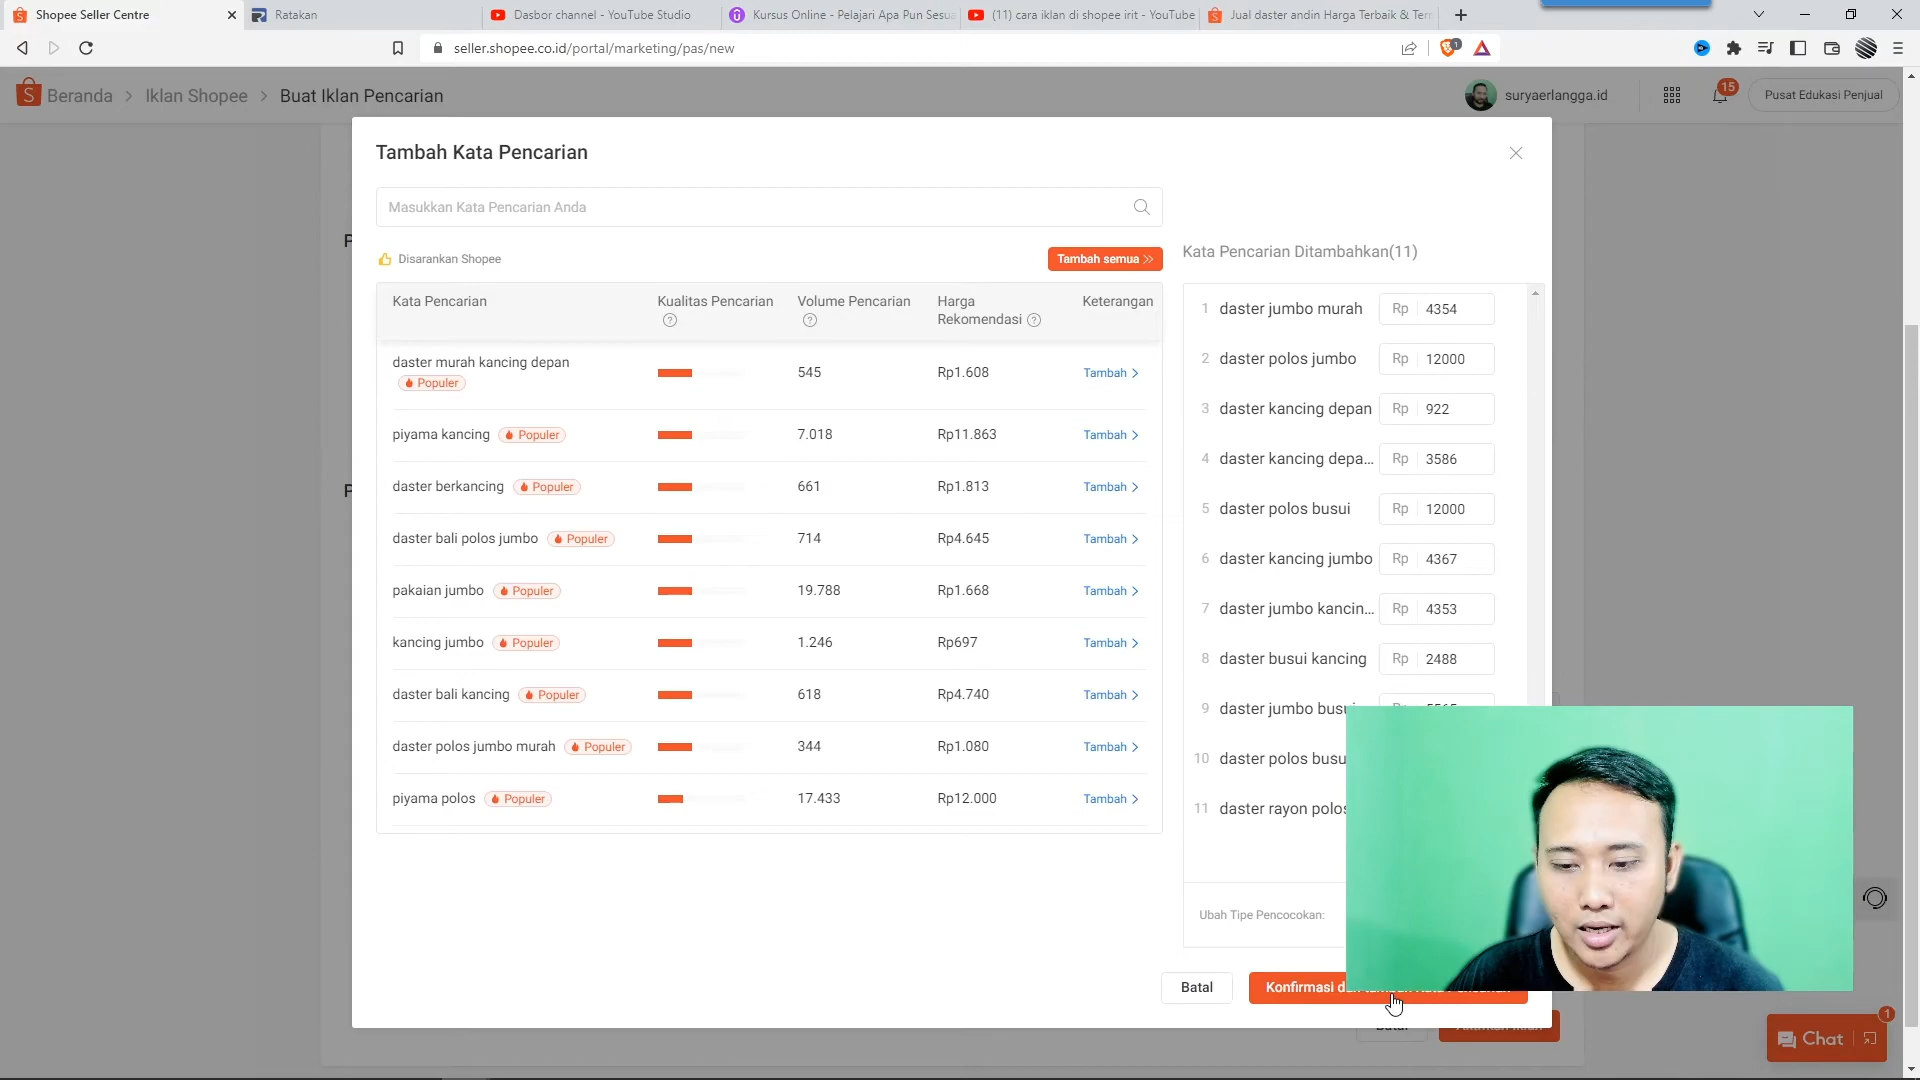 Shopee Seller Centre
Ratakan
Dasbor channel - YouTube Studio
Kursus Online - Pelajari Apa Pun Sesua
(11) cara iklan di shopee irit - YouTube
Jual daster andin Harga Terbaik & Ter
seller.shopee.co.id/portal/marketing/pas/new
1
Beranda > Iklan Shopee > Buat Iklan Pencarian
suryaerlangga.id
15
Pusat Edukasi Penjual
Tambah Kata Pencarian
Masukkan Kata Pencarian Anda
Disarankan Shopee
Tambah semua
Kata Pencarian Ditambahkan(11)
Kata Pencarian
Kualitas Pencarian
Volume Pencarian
Harga Rekomendasi
Keterangan
daster murah kancing depan Populer 545 Rp1.608 Tambah >
piyama kancing Populer 7.018 Rp11.863 Tambah >
daster berkancing Populer 661 Rp1.813 Tambah >
daster bali polos jumbo Populer 714 Rp4.645 Tambah >
pakaian jumbo Populer 19.788 Rp1.668 Tambah >
kancing jumbo Populer 1.246 Rp697 Tambah >
daster bali kancing Populer 618 Rp4.740 Tambah >
daster polos jumbo murah Populer 344 Rp1.080 Tambah >
piyama polos Populer 17.433 Rp12.000 Tambah >
1 daster jumbo murah Rp 4354
2 daster polos jumbo Rp 12000
3 daster kancing depan Rp 922
4 daster kancing depa... Rp 3586
5 daster polos busui Rp 12000
6 daster kancing jumbo Rp 4367
7 daster jumbo kancin... Rp 4353
8 daster busui kancing Rp 2488
9 daster jumbo busu
10 daster polos busu
11 daster rayon polos
Ubah Tipe Pencocokan:
Batal
Konfirmasi
Chat
1